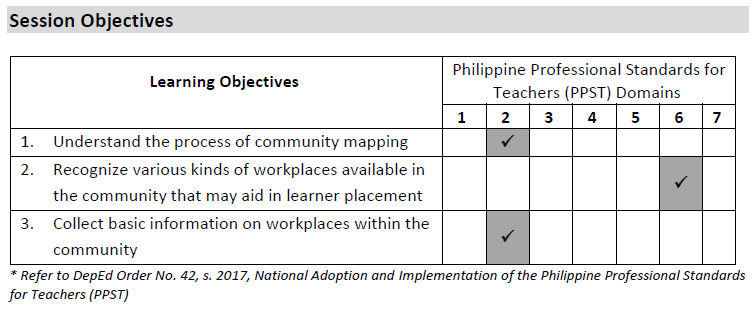 Session Objectives
Learning Objectives
Philippine Professional Standards for
Teachers (PPST) Domains
1 2 3 4 5 6 7
1. Understand the process of community mapping ✓
2. Recognize various kinds of workplaces available in
the community that may aid in learner placement ✓
3. Collect basic information on workplaces within the
community ✓
* Refer to DepEd Order No. 42, s. 2017, National Adoption and Implementation of the Philippine Professional Standards
for Teachers (PPST)